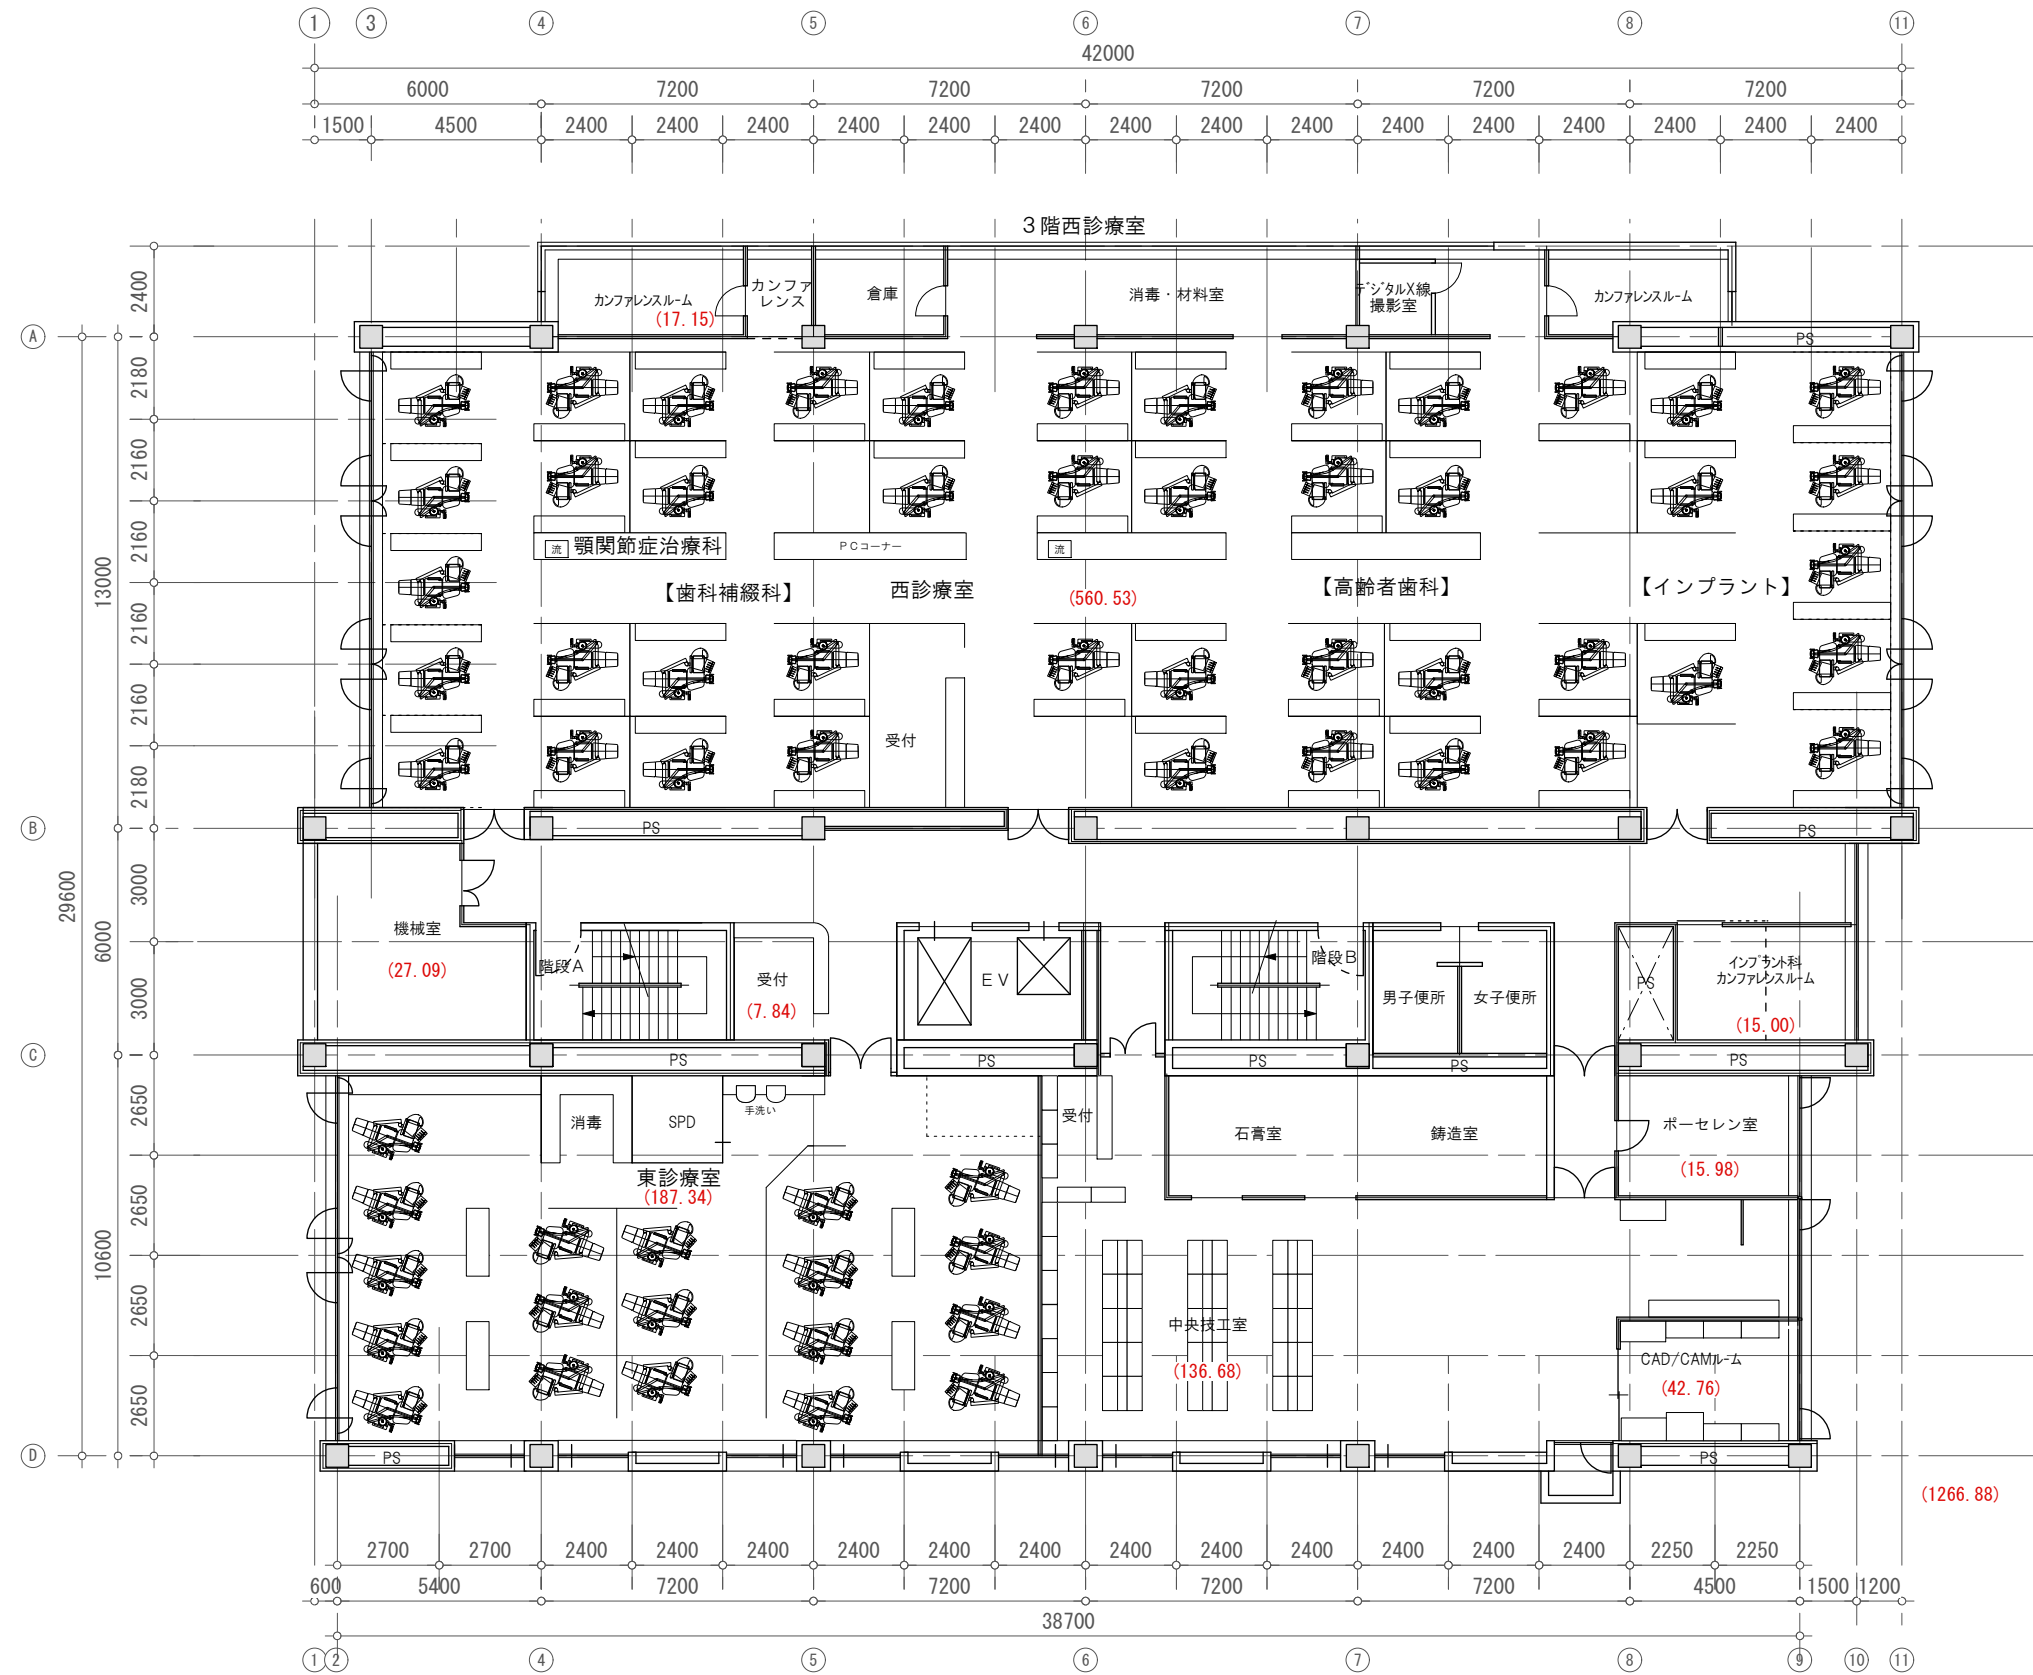 1 3 4 5 6 7 8 11
42000
6000 7200 7200 7200 7200 7200
1500 4500 2400 2400 2400 2400 2400 2400 2400 2400 2400 2400 2400 2400 2400 2400 2400
3階西診療室
2400
カンファレンスルーム
(17.15)
カンファ
レンス
倉庫
消毒・材料室
デジタルX線
撮影室
カンファレンスルーム
A
PS
2180
2160
2160
2160
2160
2180
13000
29600
流 顎関節症治療科
PCコーナー
流
【歯科補綴科】
西診療室
(560.53)
【高齢者歯科】
【インプラント】
受付
B
PS
PS
3000
3000
6000
機械室
(27.09)
階段A
受付
(7.84)
EV
階段B
男子便所
女子便所
PS
インプラント科
カンファレンスルーム
(15.00)
C
PS
PS
PS
PS
PS
2650
2650
2650
2650
10600
消毒
SPD
手洗い
東診療室
(187.34)
受付
石膏室
鋳造室
ポーセレン室
(15.98)
中央技工室
(136.68)
CAD/CAMルーム
(42.76)
D
PS
PS
(1266.88)
2700 2700 2400 2400 2400 2400 2400 2400 2400 2400 2400 2400 2400 2400 2250 2250
600 5400 7200 7200 7200 7200 4500 1500 1200
38700
1 2 4 5 6 7 8 9 10 11